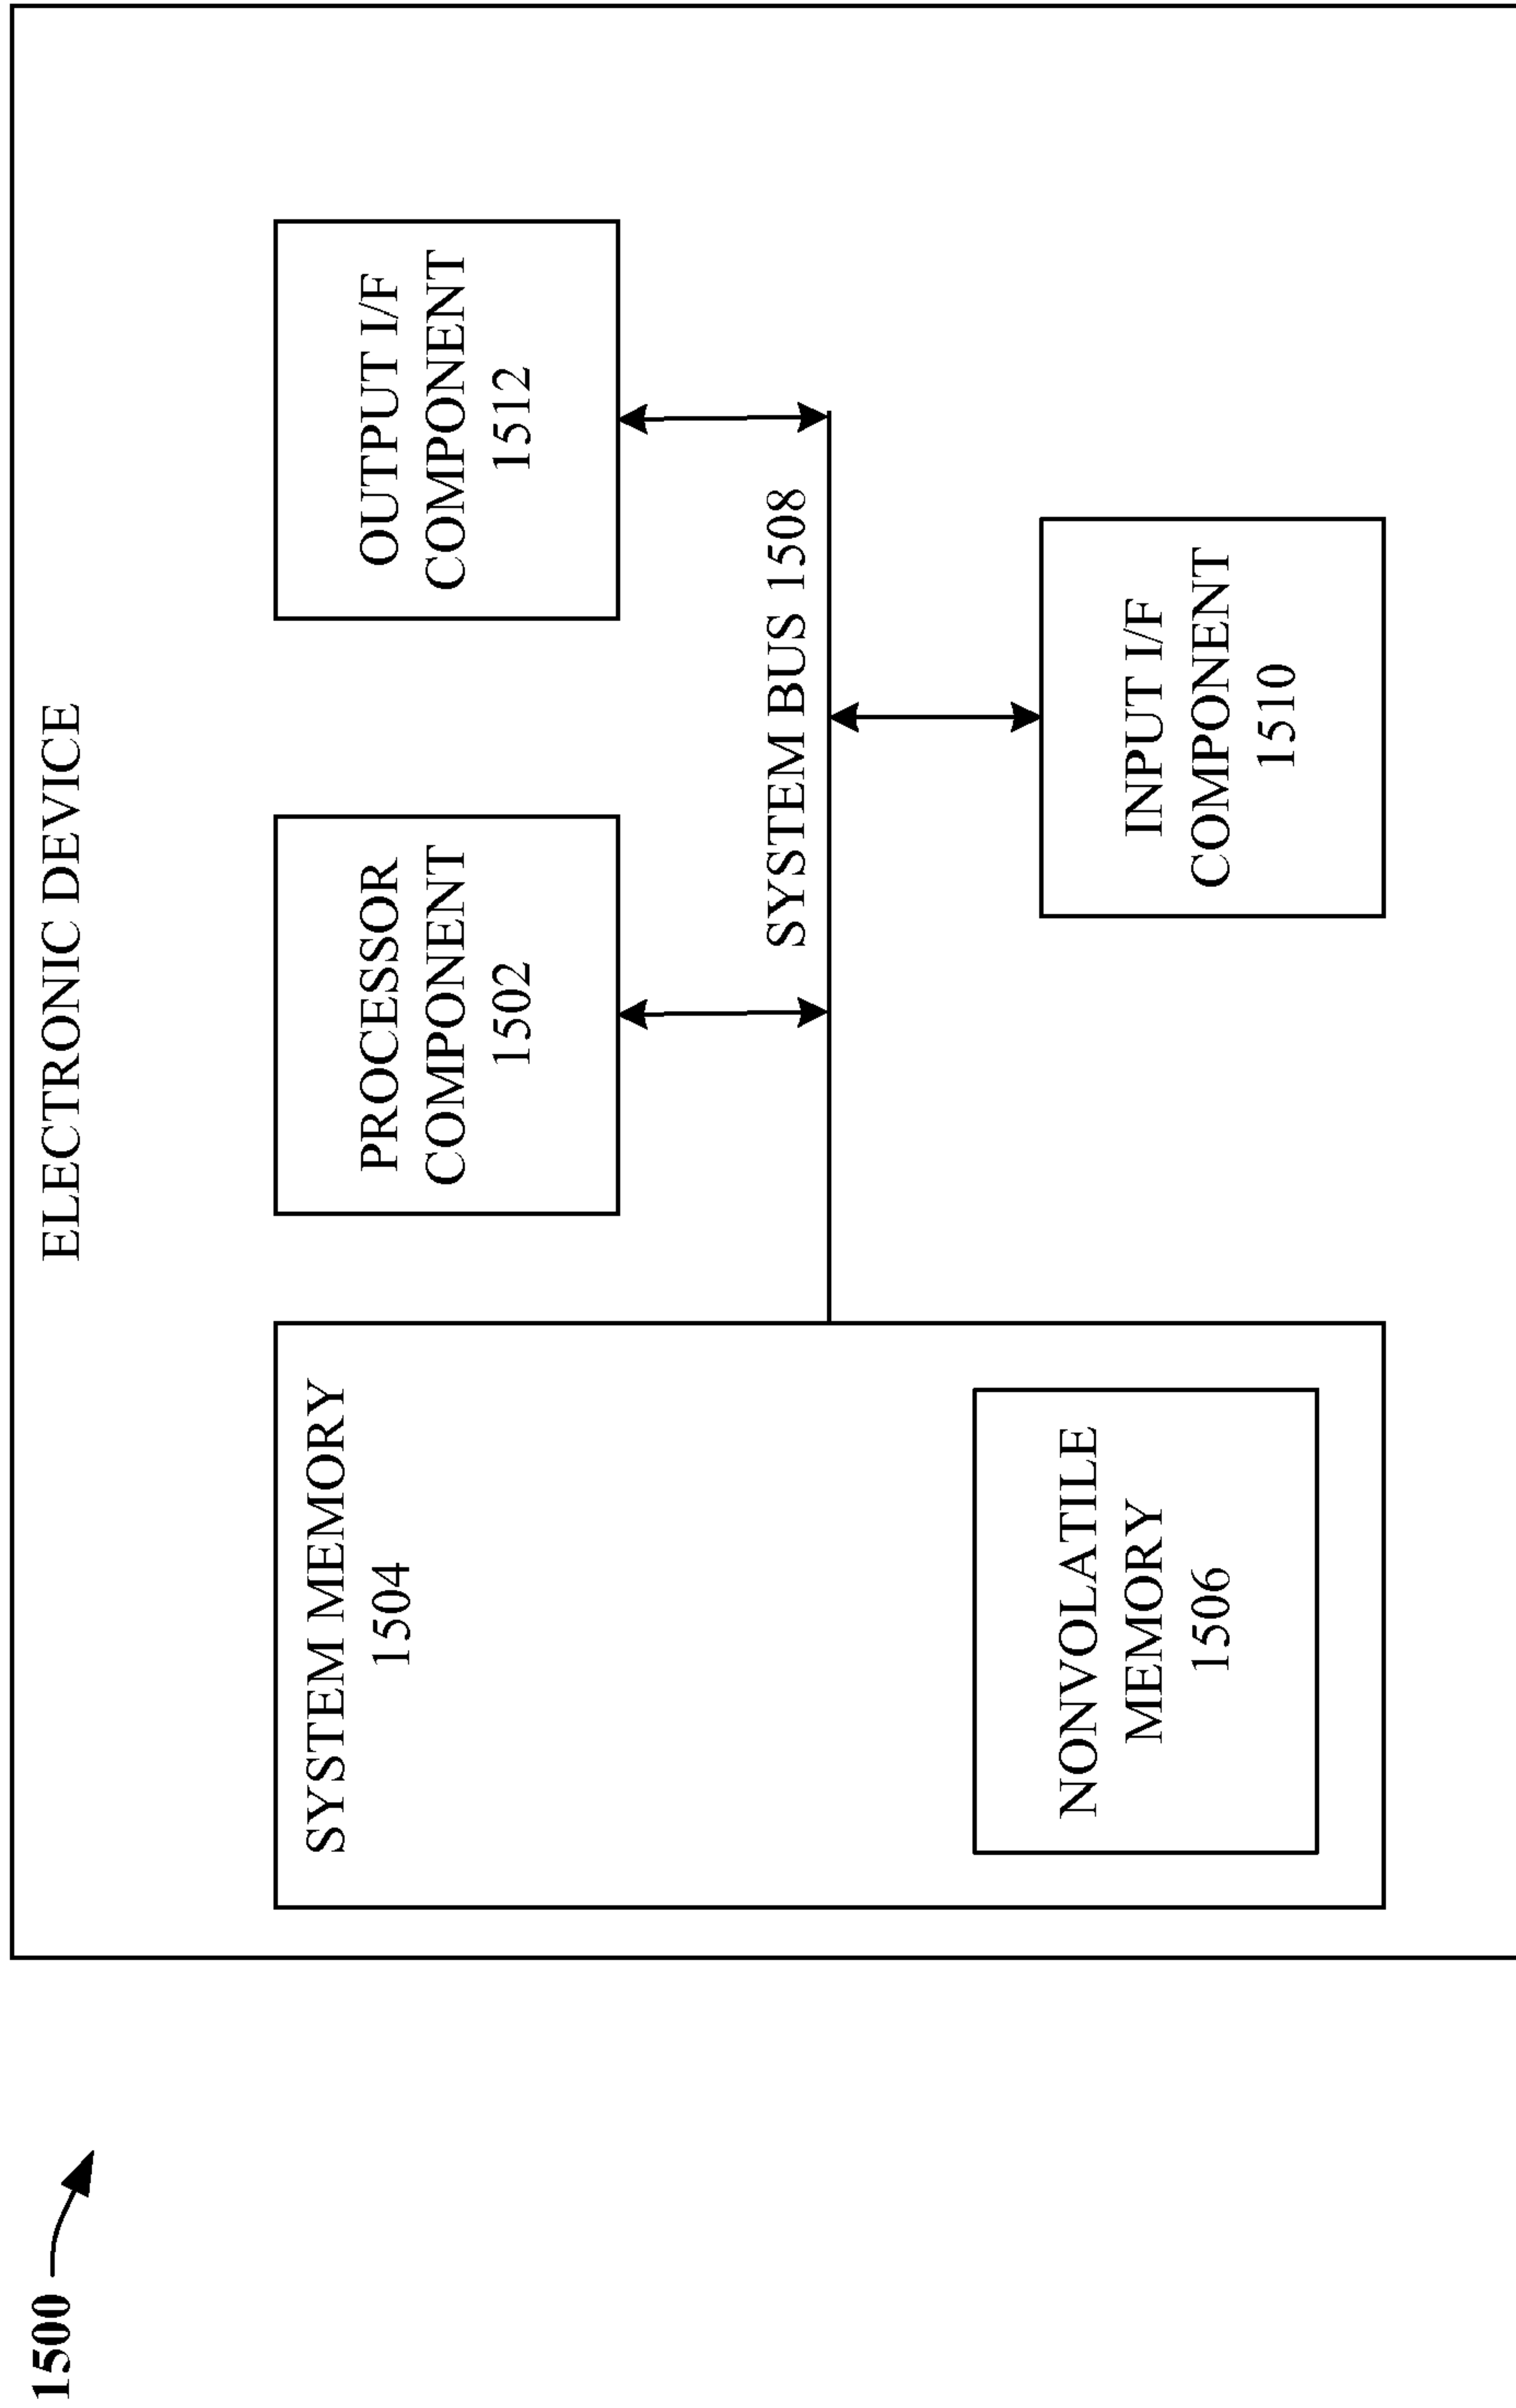 1500
ELECTRONIC DEVICE
SYSTEM MEMORY
1504
NONVOLATILE
MEMORY
1506
PROCESSOR
COMPONENT
1502
OUTPUT I/F
COMPONENT
1512
SYSTEM BUS 1508
INPUT I/F
COMPONENT
1510